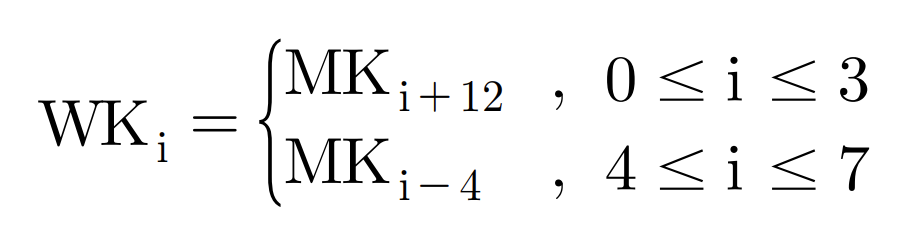 WK_i = { MK_{i+12} , 0 ≤ i ≤ 3
MK_{i−4} , 4 ≤ i ≤ 7